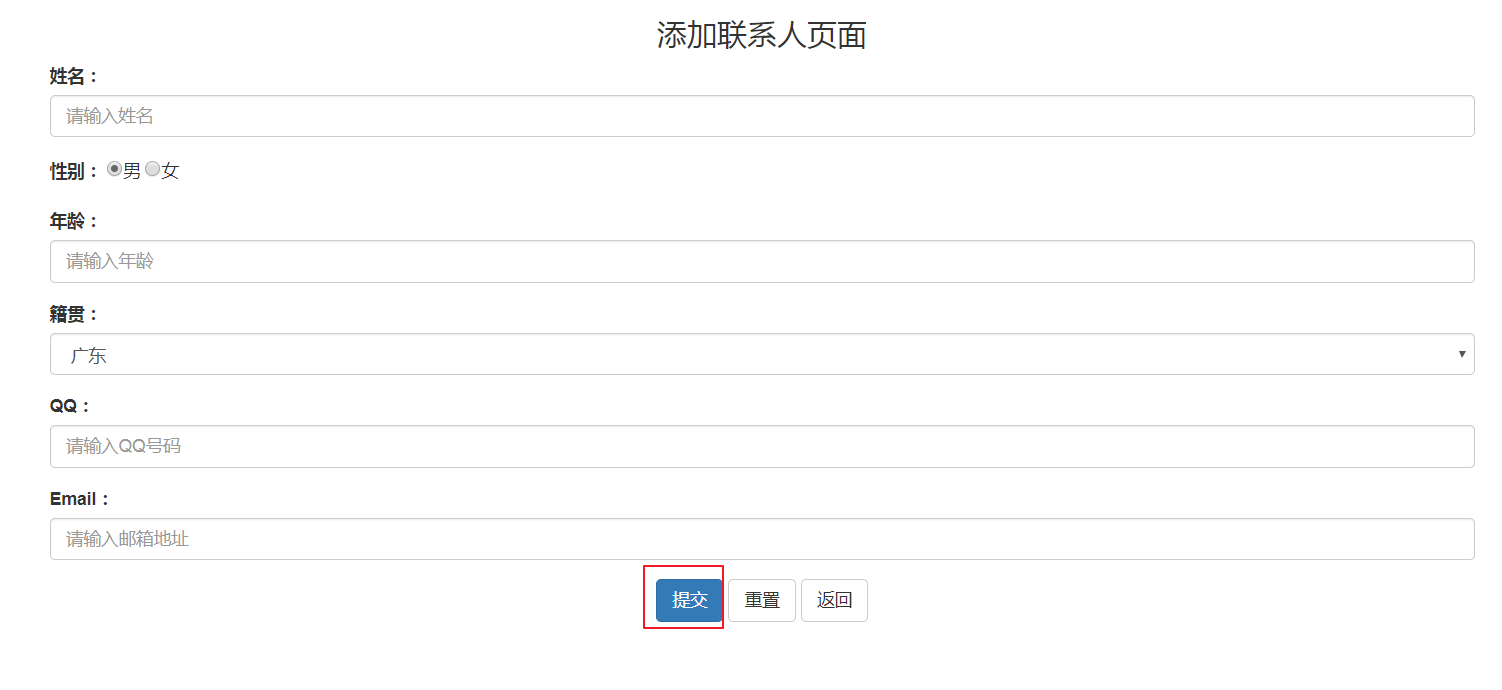 添加联系人页面
姓名：
请输入姓名
性别：男女
年龄：
请输入年龄
籍贯：
广东
QQ：
请输入QQ号码
Email：
请输入邮箱地址
提交 重置 返回